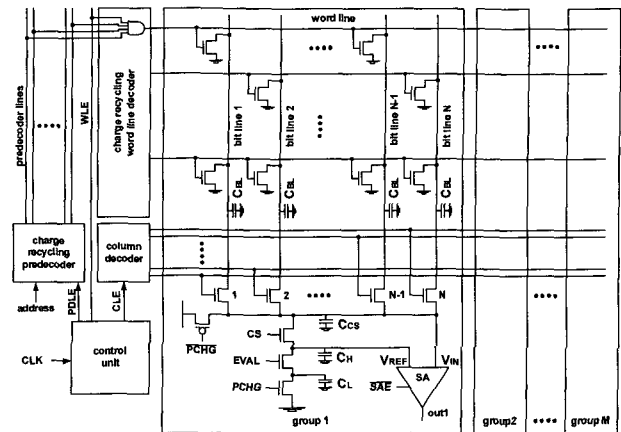 word line
predecoder lines
WLE
charge recycling
word line decoder
bit line 1
bit line 2
bit line N-1
bit line N
CBL
CBL
CBL
CBL
charge
recycling
predecoder
column
decoder
address
PDLE
CLE
CLK
control
unit
1
2
N-1
N
PCHG
CS
EVAL
PCHG
CCS
CH
CL
VREF
VIN
SA
SAE
out1
group 1
group2
group M